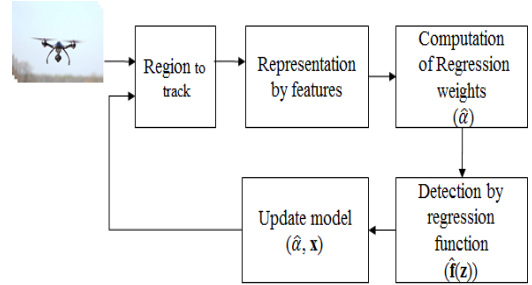 Region to
track
Representation
by features
Computation
of Regression
weights
(α̂)
Detection by
regression
function
(f̂(z))
Update model
(α̂, x)